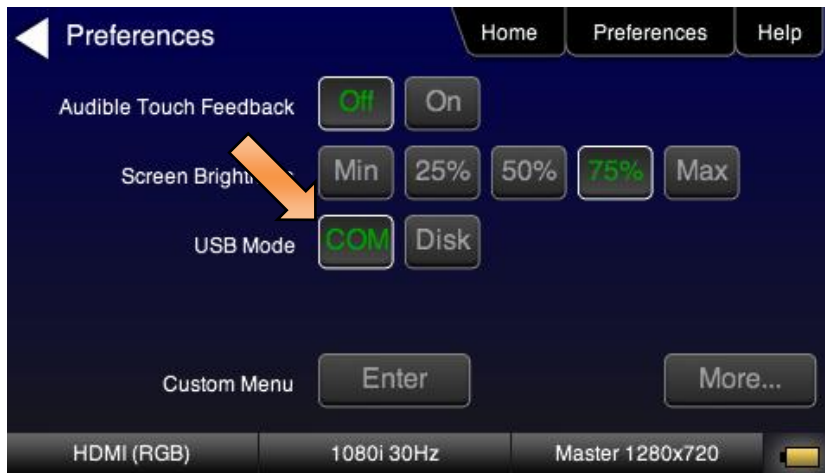 Preferences Home Preferences Help
Audible Touch Feedback Off On
Screen Min 25% 50% 75% Max
USB Mode COM Disk
Custom Menu Enter More...
HDMI (RGB) 1080i 30Hz Master 1280x720